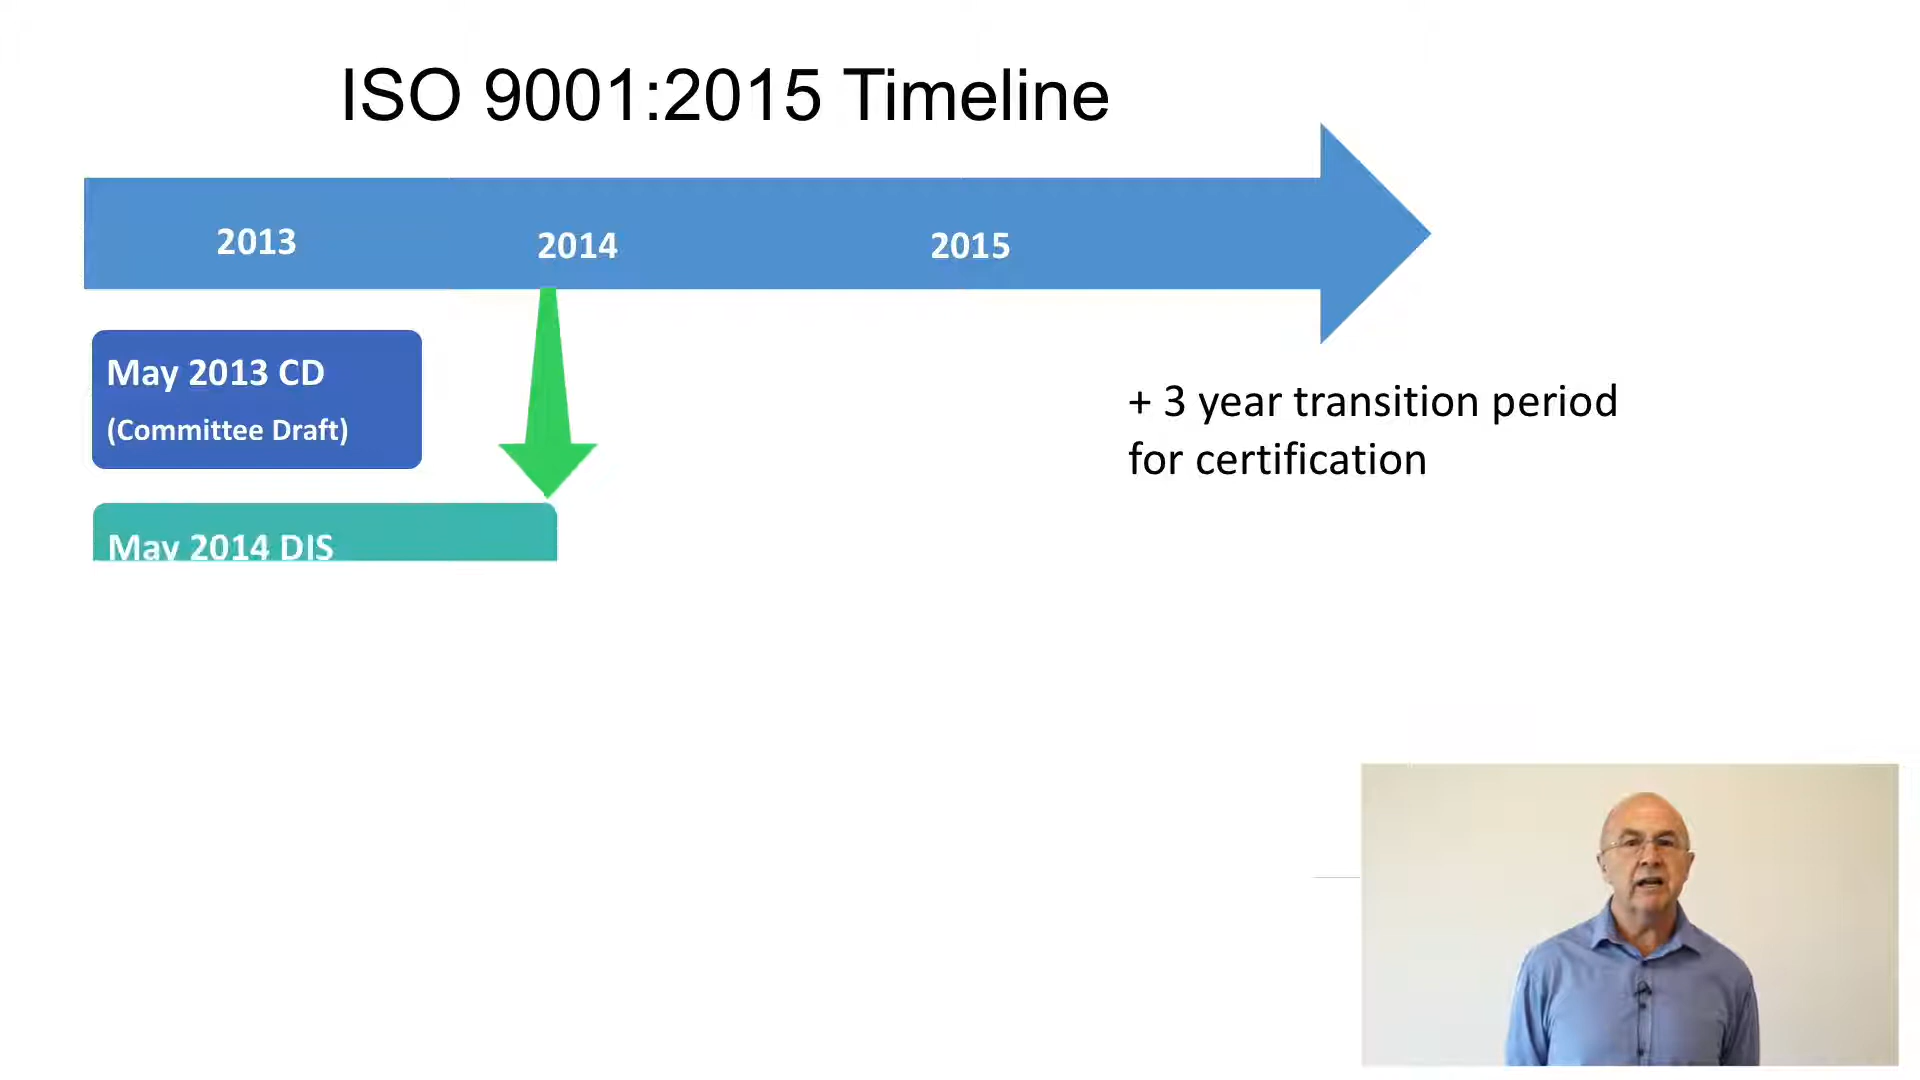 ISO 9001:2015 Timeline
2013
2014
2015
May 2013 CD
(Committee Draft)
+ 3 year transition period
for certification
May 2014 DIS